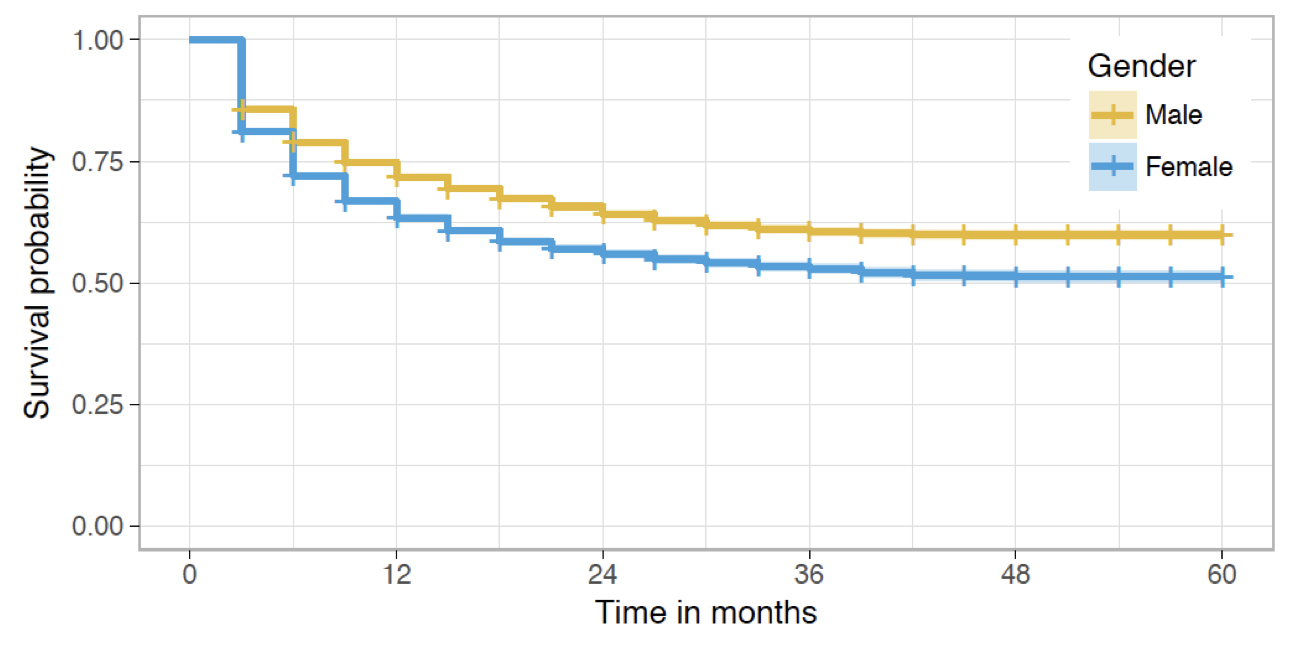 Survival probability
1.00
0.75
0.50
0.25
0.00
Gender
Male
Female
0 12 24 36 48 60
Time in months